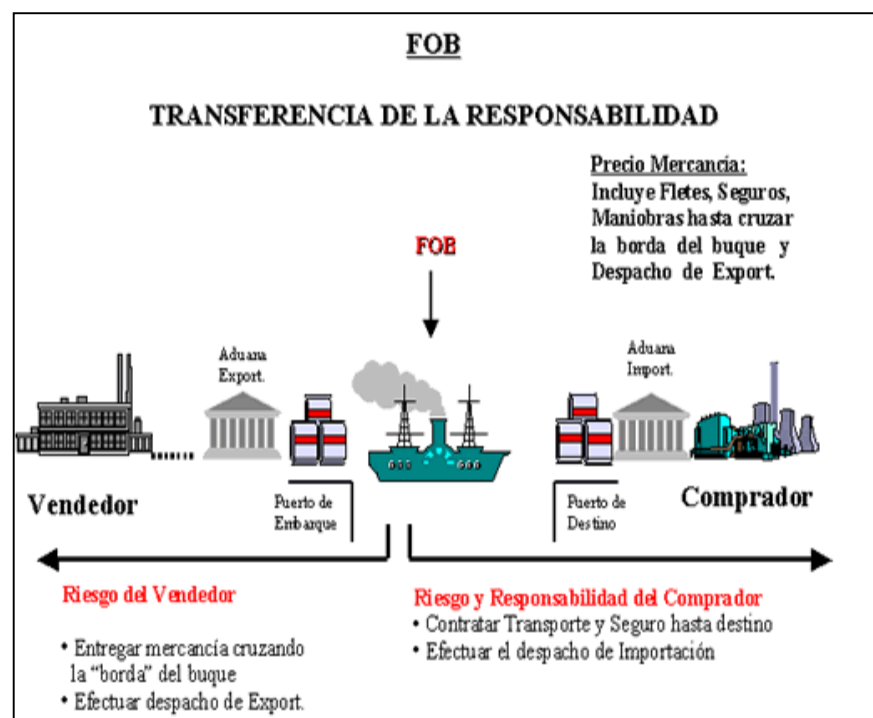 FOB
TRANSFERENCIA DE LA RESPONSABILIDAD
Precio Mercancía:
Incluye Fletes, Seguros,
Maniobras hasta cruzar
la borda del buque y
Despacho de Export.
FOB
Aduana
Export.
Aduana
Import.
Vendedor
Puerto de
Embarque
Puerto de
Destino
Comprador
Riesgo del Vendedor
• Entregar mercancía cruzando
la “borda” del buque
• Efectuar despacho de Export.
Riesgo y Responsabilidad del Comprador
• Contratar Transporte y Seguro hasta destino
• Efectuar el despacho de Importación